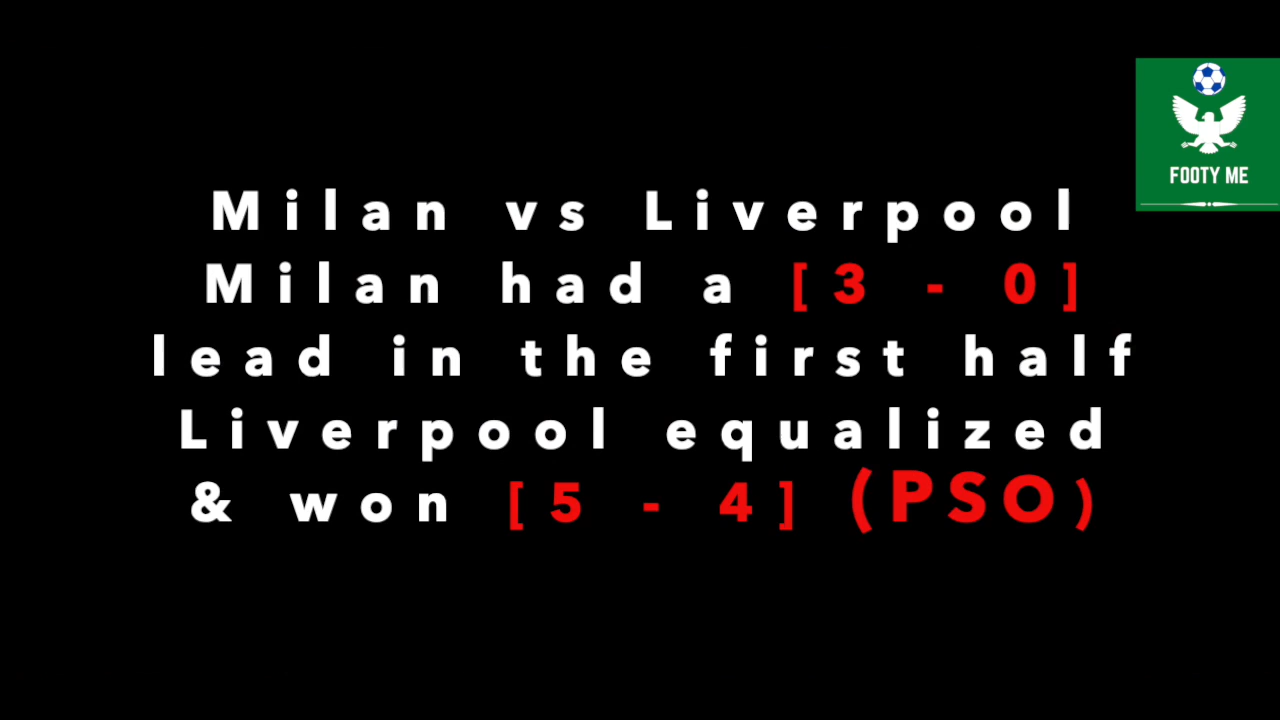 FOOTY ME
Milan vs Liverpool
Milan had a [3 - 0]
lead in the first half
Liverpool equalized
& won [5 - 4] (PSO)